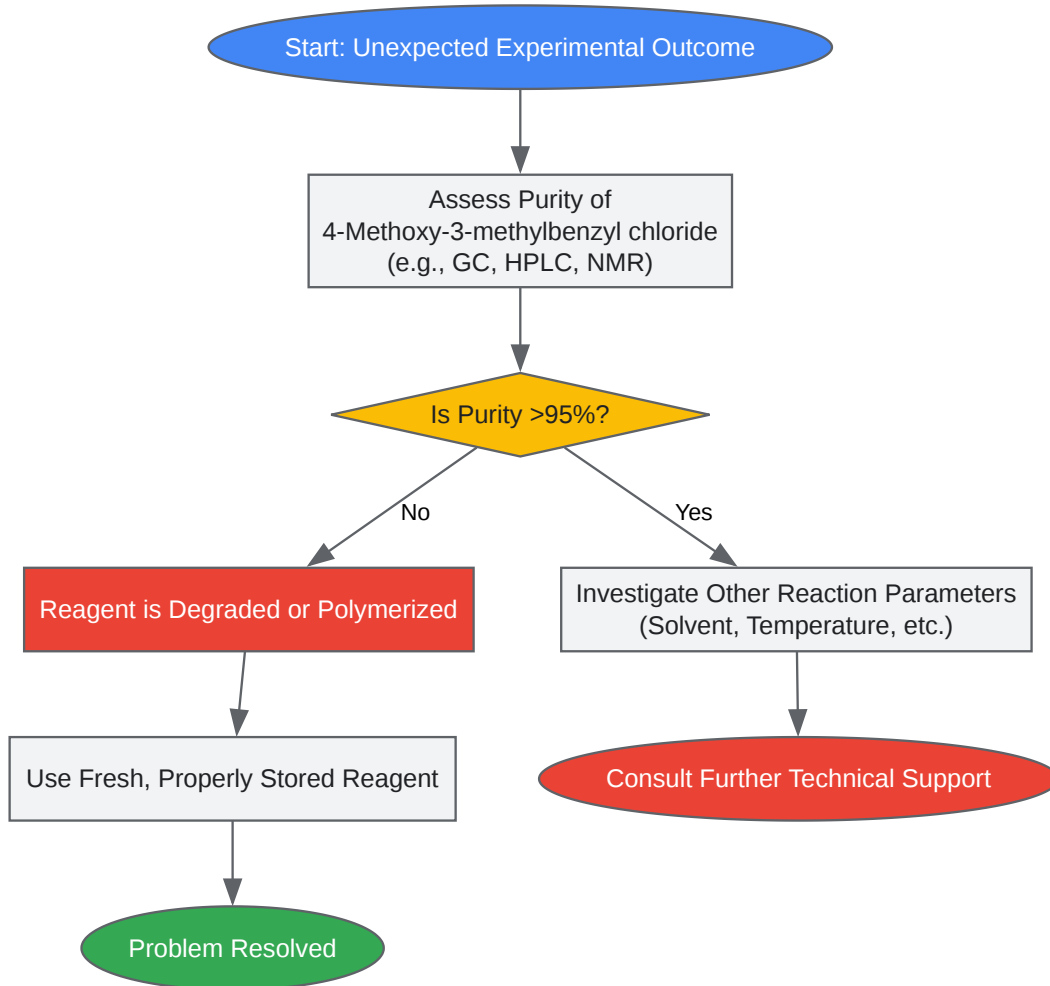 Start: Unexpected Experimental Outcome
Assess Purity of
4-Methoxy-3-methylbenzyl chloride
(e.g., GC, HPLC, NMR)
Is Purity >95%?
No
Yes
Reagent is Degraded or Polymerized
Investigate Other Reaction Parameters
(Solvent, Temperature, etc.)
Use Fresh, Properly Stored Reagent
Consult Further Technical Support
Problem Resolved